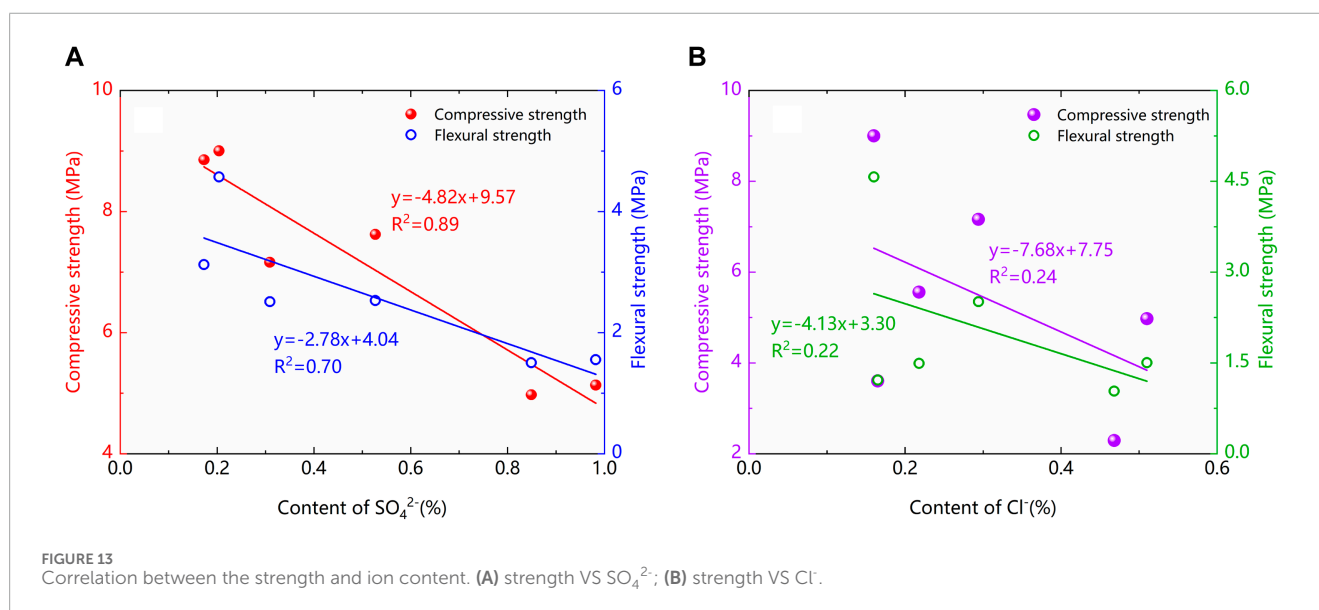 A
B
10
8
6
4
6
4
2
0
0.0 0.2 0.4 0.6 0.8 1.0
Compressive strength (MPa)
Flexural strength (MPa)
Compressive strength
Flexural strength
y=-4.82x+9.57
R²=0.89
y=-2.78x+4.04
R²=0.70
Content of SO₄²⁻(%)
10
8
6
4
2
6.0
4.5
3.0
1.5
0.0
0.0 0.2 0.4 0.6
Compressive strength (MPa)
Flexural strength (MPa)
Compressive strength
Flexural strength
y=-7.68x+7.75
R²=0.24
y=-4.13x+3.30
R²=0.22
Content of Cl⁻(%)
FIGURE 13
Correlation between the strength and ion content. (A) strength VS SO₄²⁻; (B) strength VS Cl⁻.